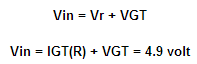 Vin = Vr + VGT
Vin = IGT(R) + VGT = 4.9 volt